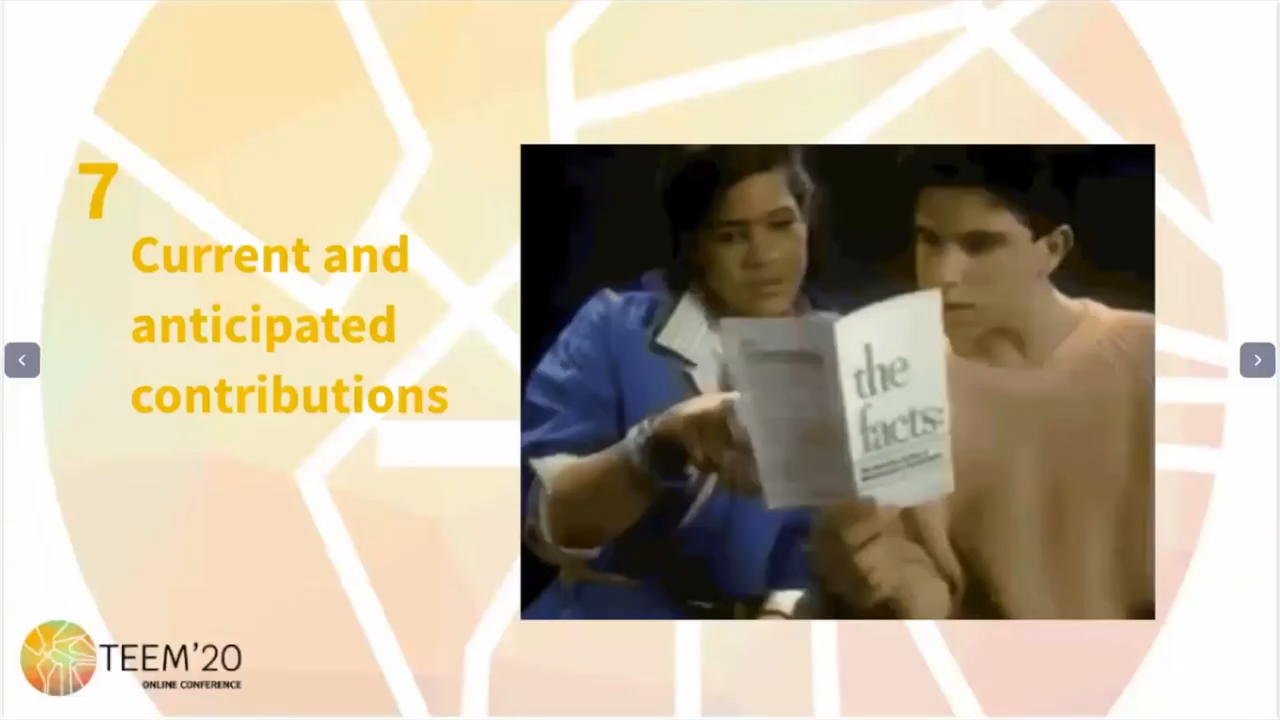 7
Current and
anticipated
contributions
the
facts:
TEEM'20
ONLINE CONFERENCE